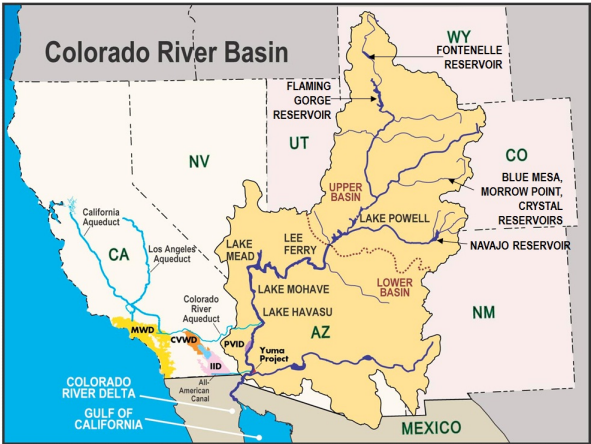 Colorado River Basin
WY
FONTENELLE
RESERVOIR
FLAMING
GORGE
RESERVOIR
UT
NV
CO
BLUE MESA,
MORROW POINT,
CRYSTAL
RESERVOIRS
UPPER
BASIN
LAKE POWELL
California
Aqueduct
CA
Los Angeles
Aqueduct
LAKE
MEAD
LEE
FERRY
NAVAJO RESERVOIR
LOWER
BASIN
LAKE MOHAVE
Colorado
River
Aqueduct
LAKE HAVASU
NM
AZ
MWD
CVWD
PVID
IID
Yuma
Project
All-
American
Canal
COLORADO
RIVER DELTA
GULF OF
CALIFORNIA
MEXICO